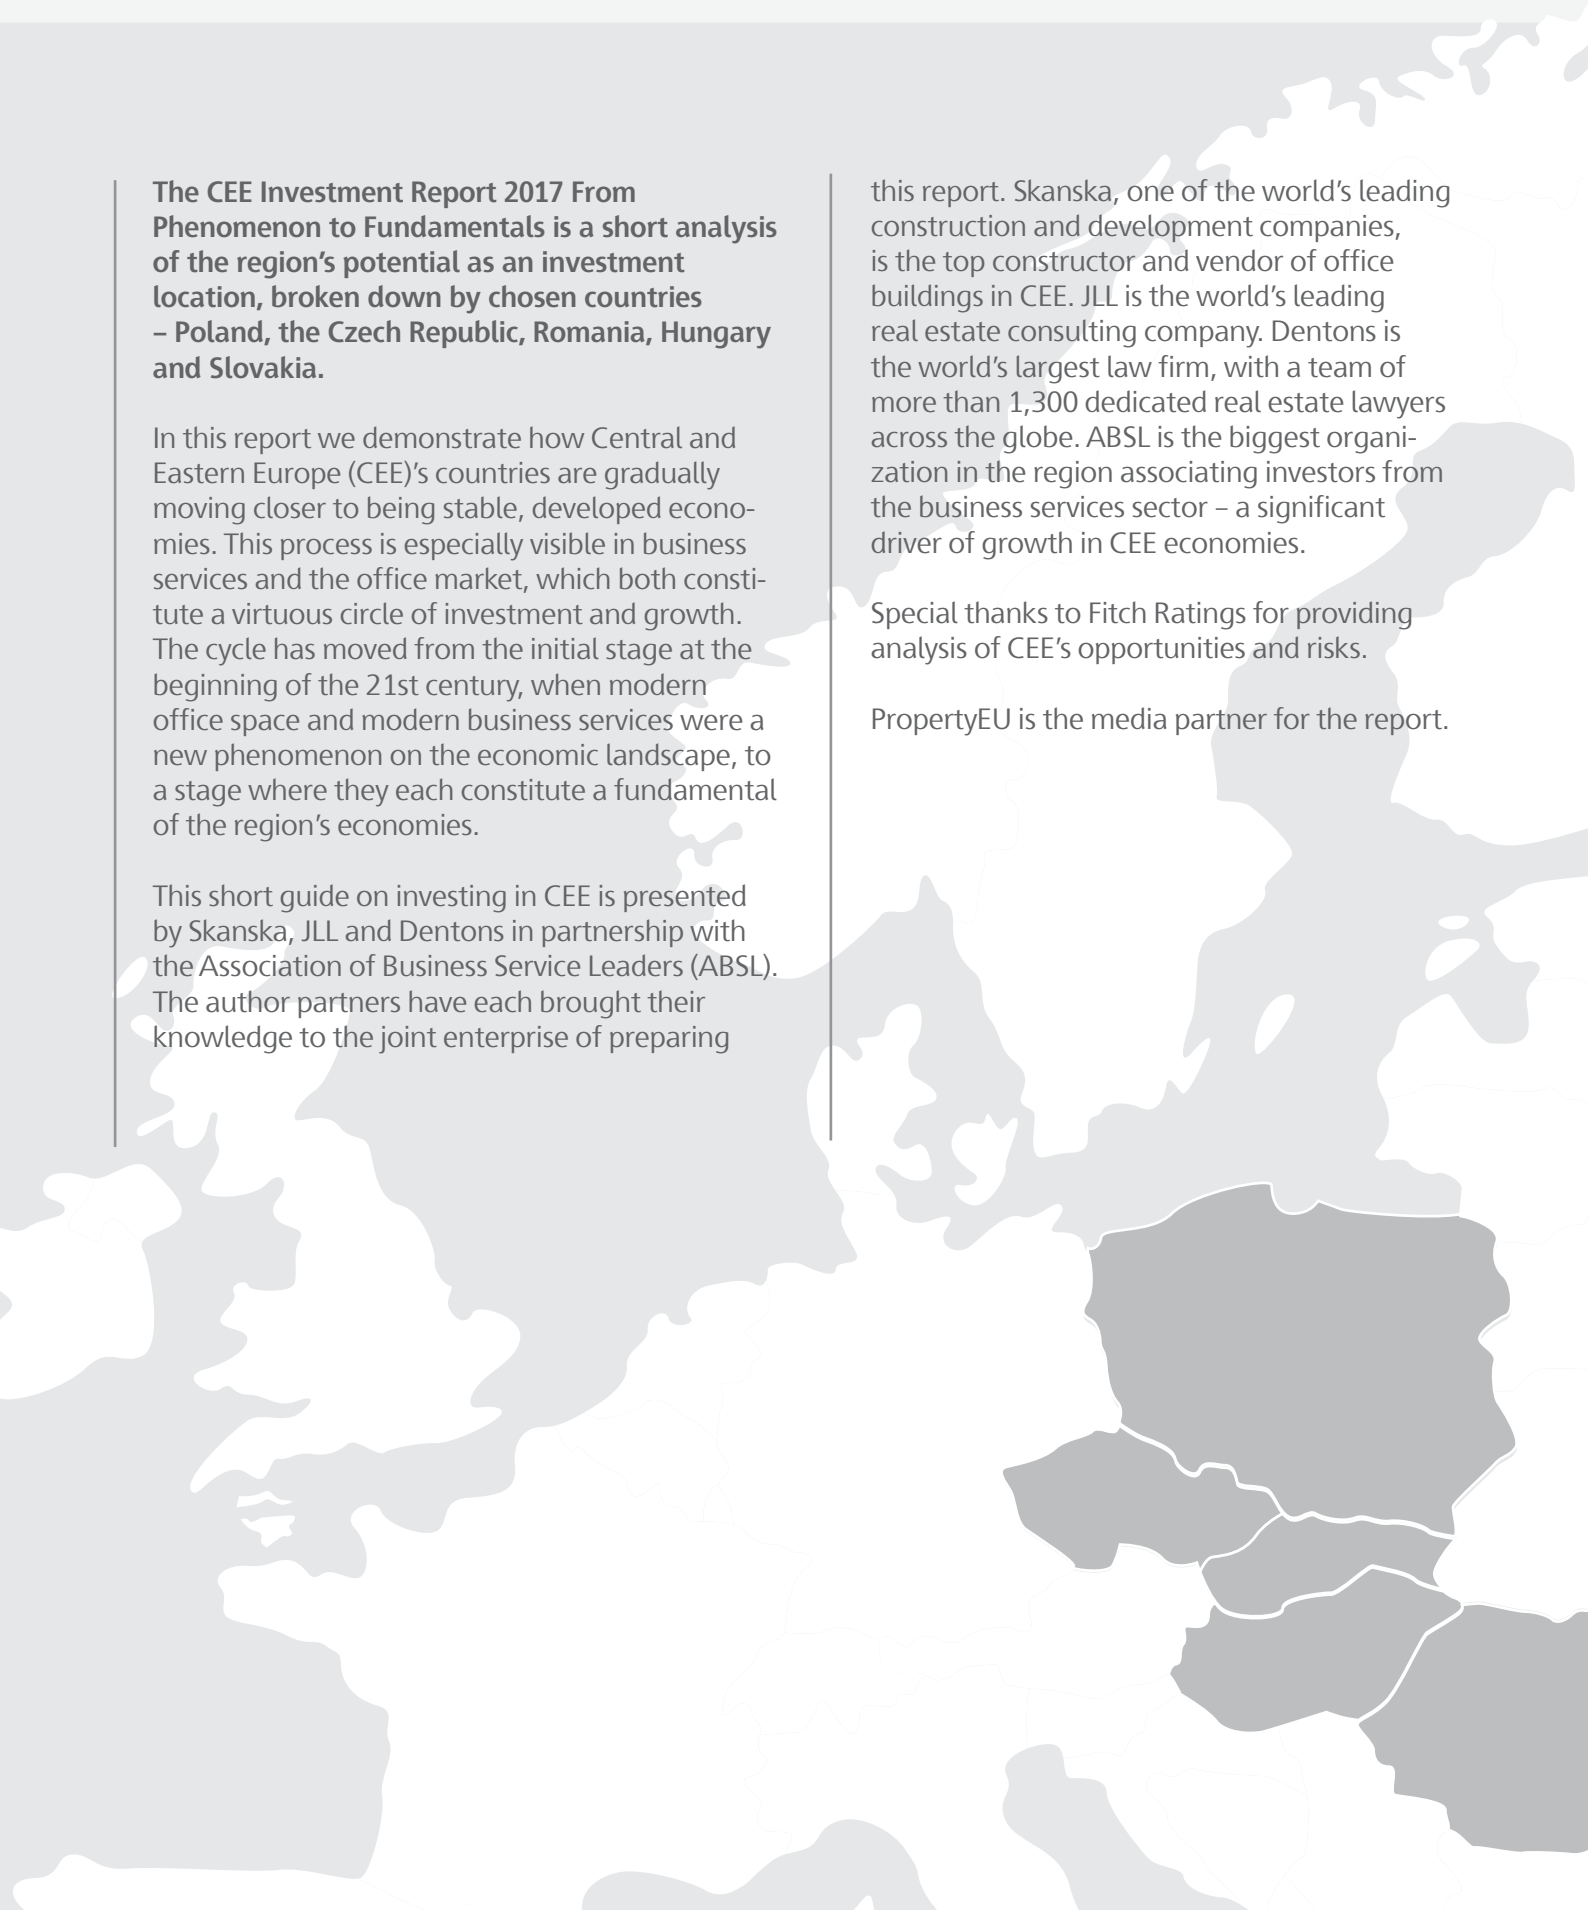 The CEE Investment Report 2017 From
Phenomenon to Fundamentals is a short analysis
of the region’s potential as an investment
location, broken down by chosen countries
– Poland, the Czech Republic, Romania, Hungary
and Slovakia.
In this report we demonstrate how Central and
Eastern Europe (CEE)’s countries are gradually
moving closer to being stable, developed econo-
mies. This process is especially visible in business
services and the office market, which both consti-
tute a virtuous circle of investment and growth.
The cycle has moved from the initial stage at the
beginning of the 21st century, when modern
office space and modern business services were a
new phenomenon on the economic landscape, to
a stage where they each constitute a fundamental
of the region’s economies.
This short guide on investing in CEE is presented
by Skanska, JLL and Dentons in partnership with
the Association of Business Service Leaders (ABSL).
The author partners have each brought their
knowledge to the joint enterprise of preparing
this report. Skanska, one of the world’s leading
construction and development companies,
is the top constructor and vendor of office
buildings in CEE. JLL is the world’s leading
real estate consulting company. Dentons is
the world’s largest law firm, with a team of
more than 1,300 dedicated real estate lawyers
across the globe. ABSL is the biggest organi-
zation in the region associating investors from
the business services sector – a significant
driver of growth in CEE economies.
Special thanks to Fitch Ratings for providing
analysis of CEE’s opportunities and risks.
PropertyEU is the media partner for the report.